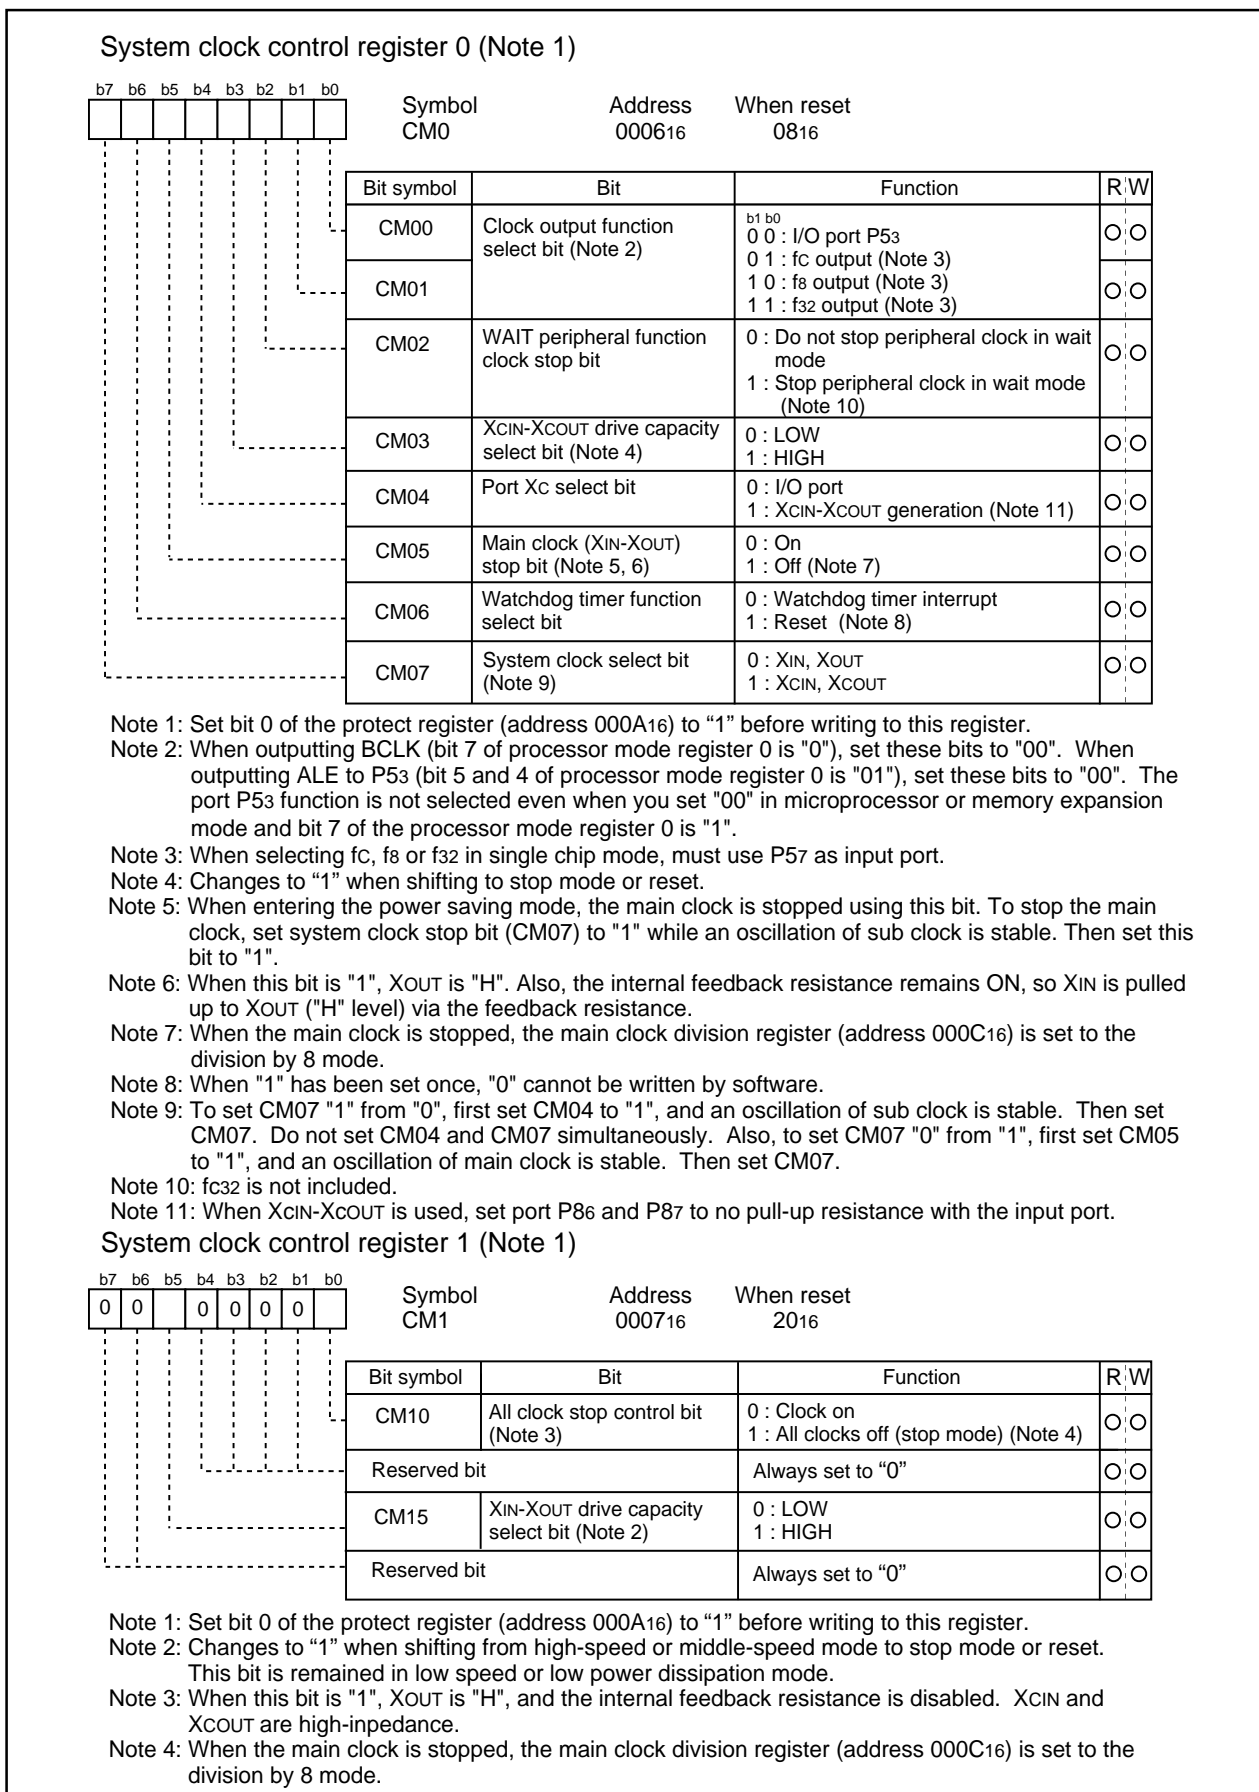 System clock control register 0 (Note 1)
b7 b6 b5 b4 b3 b2 b1 b0
Symbol Address When reset
CM0 000616 0816
Bit symbol Bit Function R W
CM00 Clock output function select bit (Note 2)
b1 b0
0 0 : I/O port P53
0 1 : fC output (Note 3)
1 0 : f8 output (Note 3)
1 1 : f32 output (Note 3)
CM01
CM02 WAIT peripheral function clock stop bit
0 : Do not stop peripheral clock in wait
mode
1 : Stop peripheral clock in wait mode
(Note 10)
CM03 XCIN-XCOUT drive capacity select bit (Note 4)
0 : LOW
1 : HIGH
CM04 Port XC select bit
0 : I/O port
1 : XCIN-XCOUT generation (Note 11)
CM05 Main clock (XIN-XOUT) stop bit (Note 5, 6)
0 : On
1 : Off (Note 7)
CM06 Watchdog timer function select bit
0 : Watchdog timer interrupt
1 : Reset (Note 8)
CM07 System clock select bit (Note 9)
0 : XIN, XOUT
1 : XCIN, XCOUT
Note 1: Set bit 0 of the protect register (address 000A16) to “1” before writing to this register.
Note 2: When outputting BCLK (bit 7 of processor mode register 0 is "0"), set these bits to "00". When
outputting ALE to P53 (bit 5 and 4 of processor mode register 0 is "01"), set these bits to "00". The
port P53 function is not selected even when you set "00" in microprocessor or memory expansion
mode and bit 7 of the processor mode register 0 is "1".
Note 3: When selecting fC, f8 or f32 in single chip mode, must use P57 as input port.
Note 4: Changes to “1” when shifting to stop mode or reset.
Note 5: When entering the power saving mode, the main clock is stopped using this bit. To stop the main
clock, set system clock stop bit (CM07) to "1" while an oscillation of sub clock is stable. Then set this
bit to "1".
Note 6: When this bit is "1", XOUT is "H". Also, the internal feedback resistance remains ON, so XIN is pulled
up to XOUT ("H" level) via the feedback resistance.
Note 7: When the main clock is stopped, the main clock division register (address 000C16) is set to the
division by 8 mode.
Note 8: When "1" has been set once, "0" cannot be written by software.
Note 9: To set CM07 "1" from "0", first set CM04 to "1", and an oscillation of sub clock is stable. Then set
CM07. Do not set CM04 and CM07 simultaneously. Also, to set CM07 "0" from "1", first set CM05
to "1", and an oscillation of main clock is stable. Then set CM07.
Note 10: fc32 is not included.
Note 11: When XcIN-XcOUT is used, set port P86 and P87 to no pull-up resistance with the input port.
System clock control register 1 (Note 1)
b7 b6 b5 b4 b3 b2 b1 b0
0 0 0 0 0 0
Symbol Address When reset
CM1 000716 2016
Bit symbol Bit Function R W
CM10 All clock stop control bit (Note 3)
0 : Clock on
1 : All clocks off (stop mode) (Note 4)
Reserved bit Always set to “0”
CM15 XIN-XOUT drive capacity select bit (Note 2)
0 : LOW
1 : HIGH
Reserved bit Always set to “0”
Note 1: Set bit 0 of the protect register (address 000A16) to “1” before writing to this register.
Note 2: Changes to “1” when shifting from high-speed or middle-speed mode to stop mode or reset.
This bit is remained in low speed or low power dissipation mode.
Note 3: When this bit is "1", XOUT is "H", and the internal feedback resistance is disabled. XCIN and
XCOUT are high-inpedance.
Note 4: When the main clock is stopped, the main clock division register (address 000C16) is set to the
division by 8 mode.